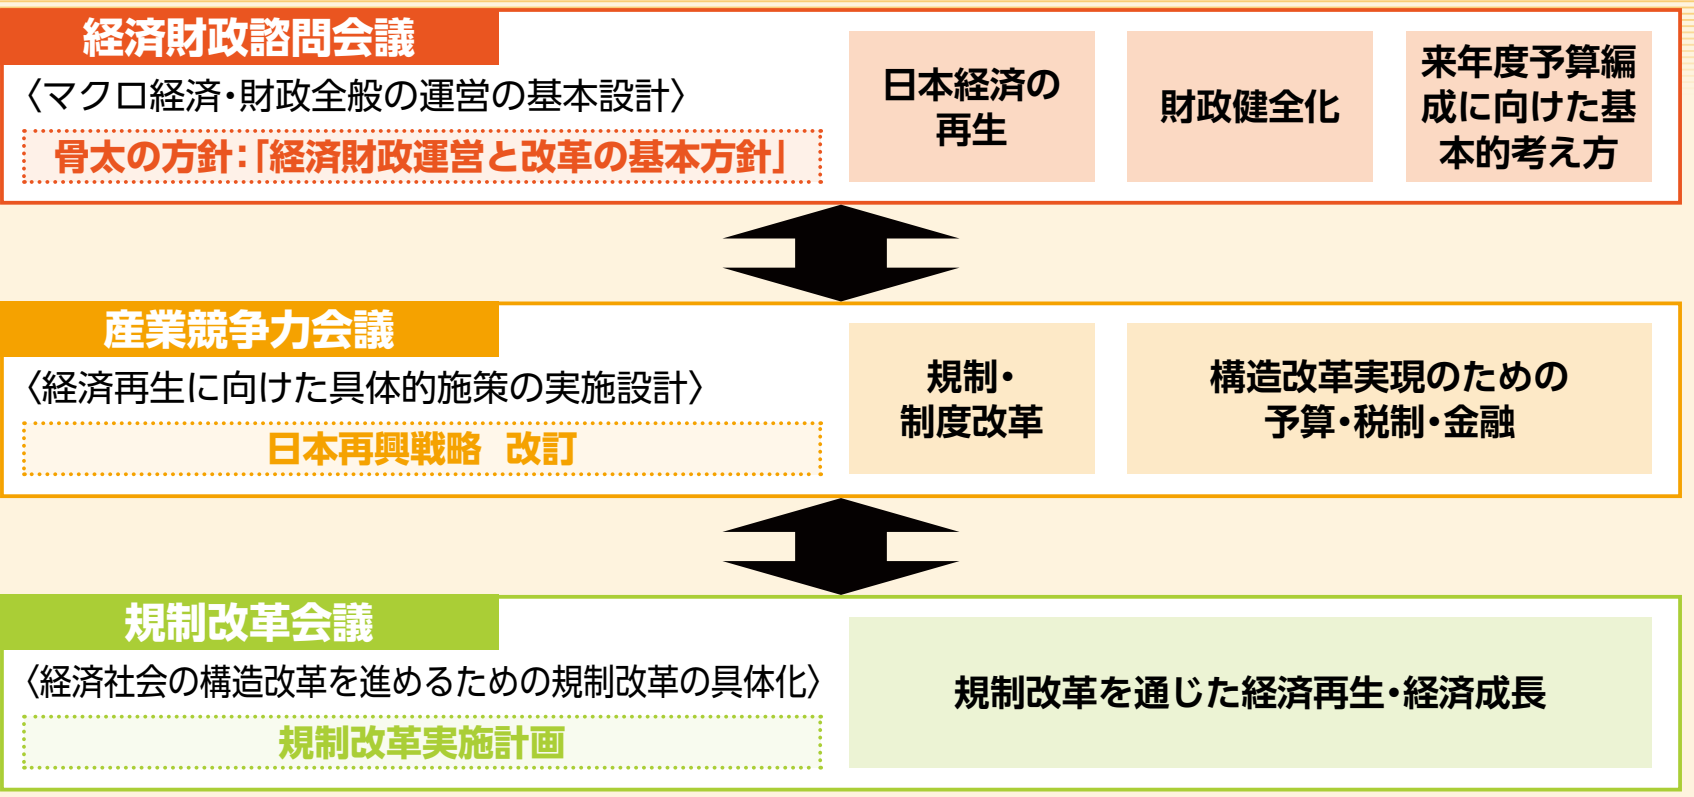 経済財政諮問会議
〈マクロ経済・財政全般の運営の基本設計〉
骨太の方針：「経済財政運営と改革の基本方針」
日本経済の
再生
財政健全化
来年度予算編
成に向けた基
本的考え方
産業競争力会議
〈経済再生に向けた具体的施策の実施設計〉
日本再興戦略　改訂
規制・
制度改革
構造改革実現のための
予算・税制・金融
規制改革会議
〈経済社会の構造改革を進めるための規制改革の具体化〉
規制改革実施計画
規制改革を通じた経済再生・経済成長